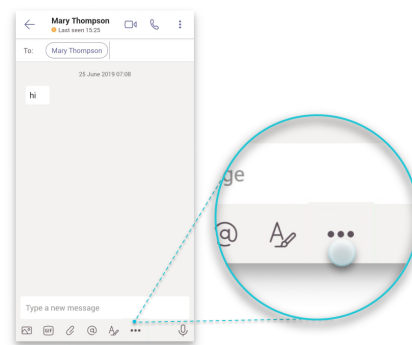 Mary Thompson
Last seen 15:25
To: Mary Thompson
25 June 2019 07:08
hi
Type a new message
GIF @
ge
@ A